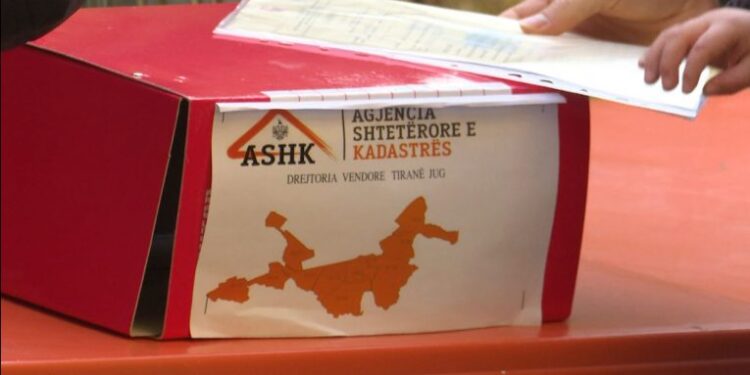 ASHK
AGJENCIA
SHTETËRORE E
KADASTRËS
DREJTORIA VENDORE TIRANË JUG